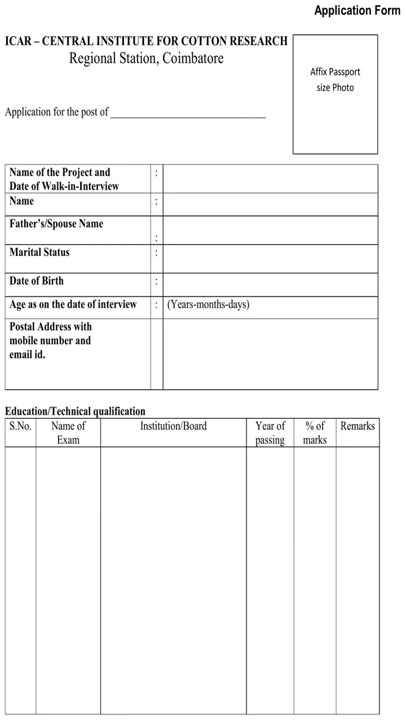 Application Form
ICAR – CENTRAL INSTITUTE FOR COTTON RESEARCH
Regional Station, Coimbatore
Affix Passport
size Photo
Application for the post of ____________________________
Name of the Project and
Date of Walk-in-Interview :
Name :
Father's/Spouse Name
:
Marital Status :
Date of Birth :
Age as on the date of interview : (Years-months-days)
Postal Address with
mobile number and
email id.
Education/Technical qualification
S.No. Name of Exam Institution/Board Year of passing % of marks Remarks